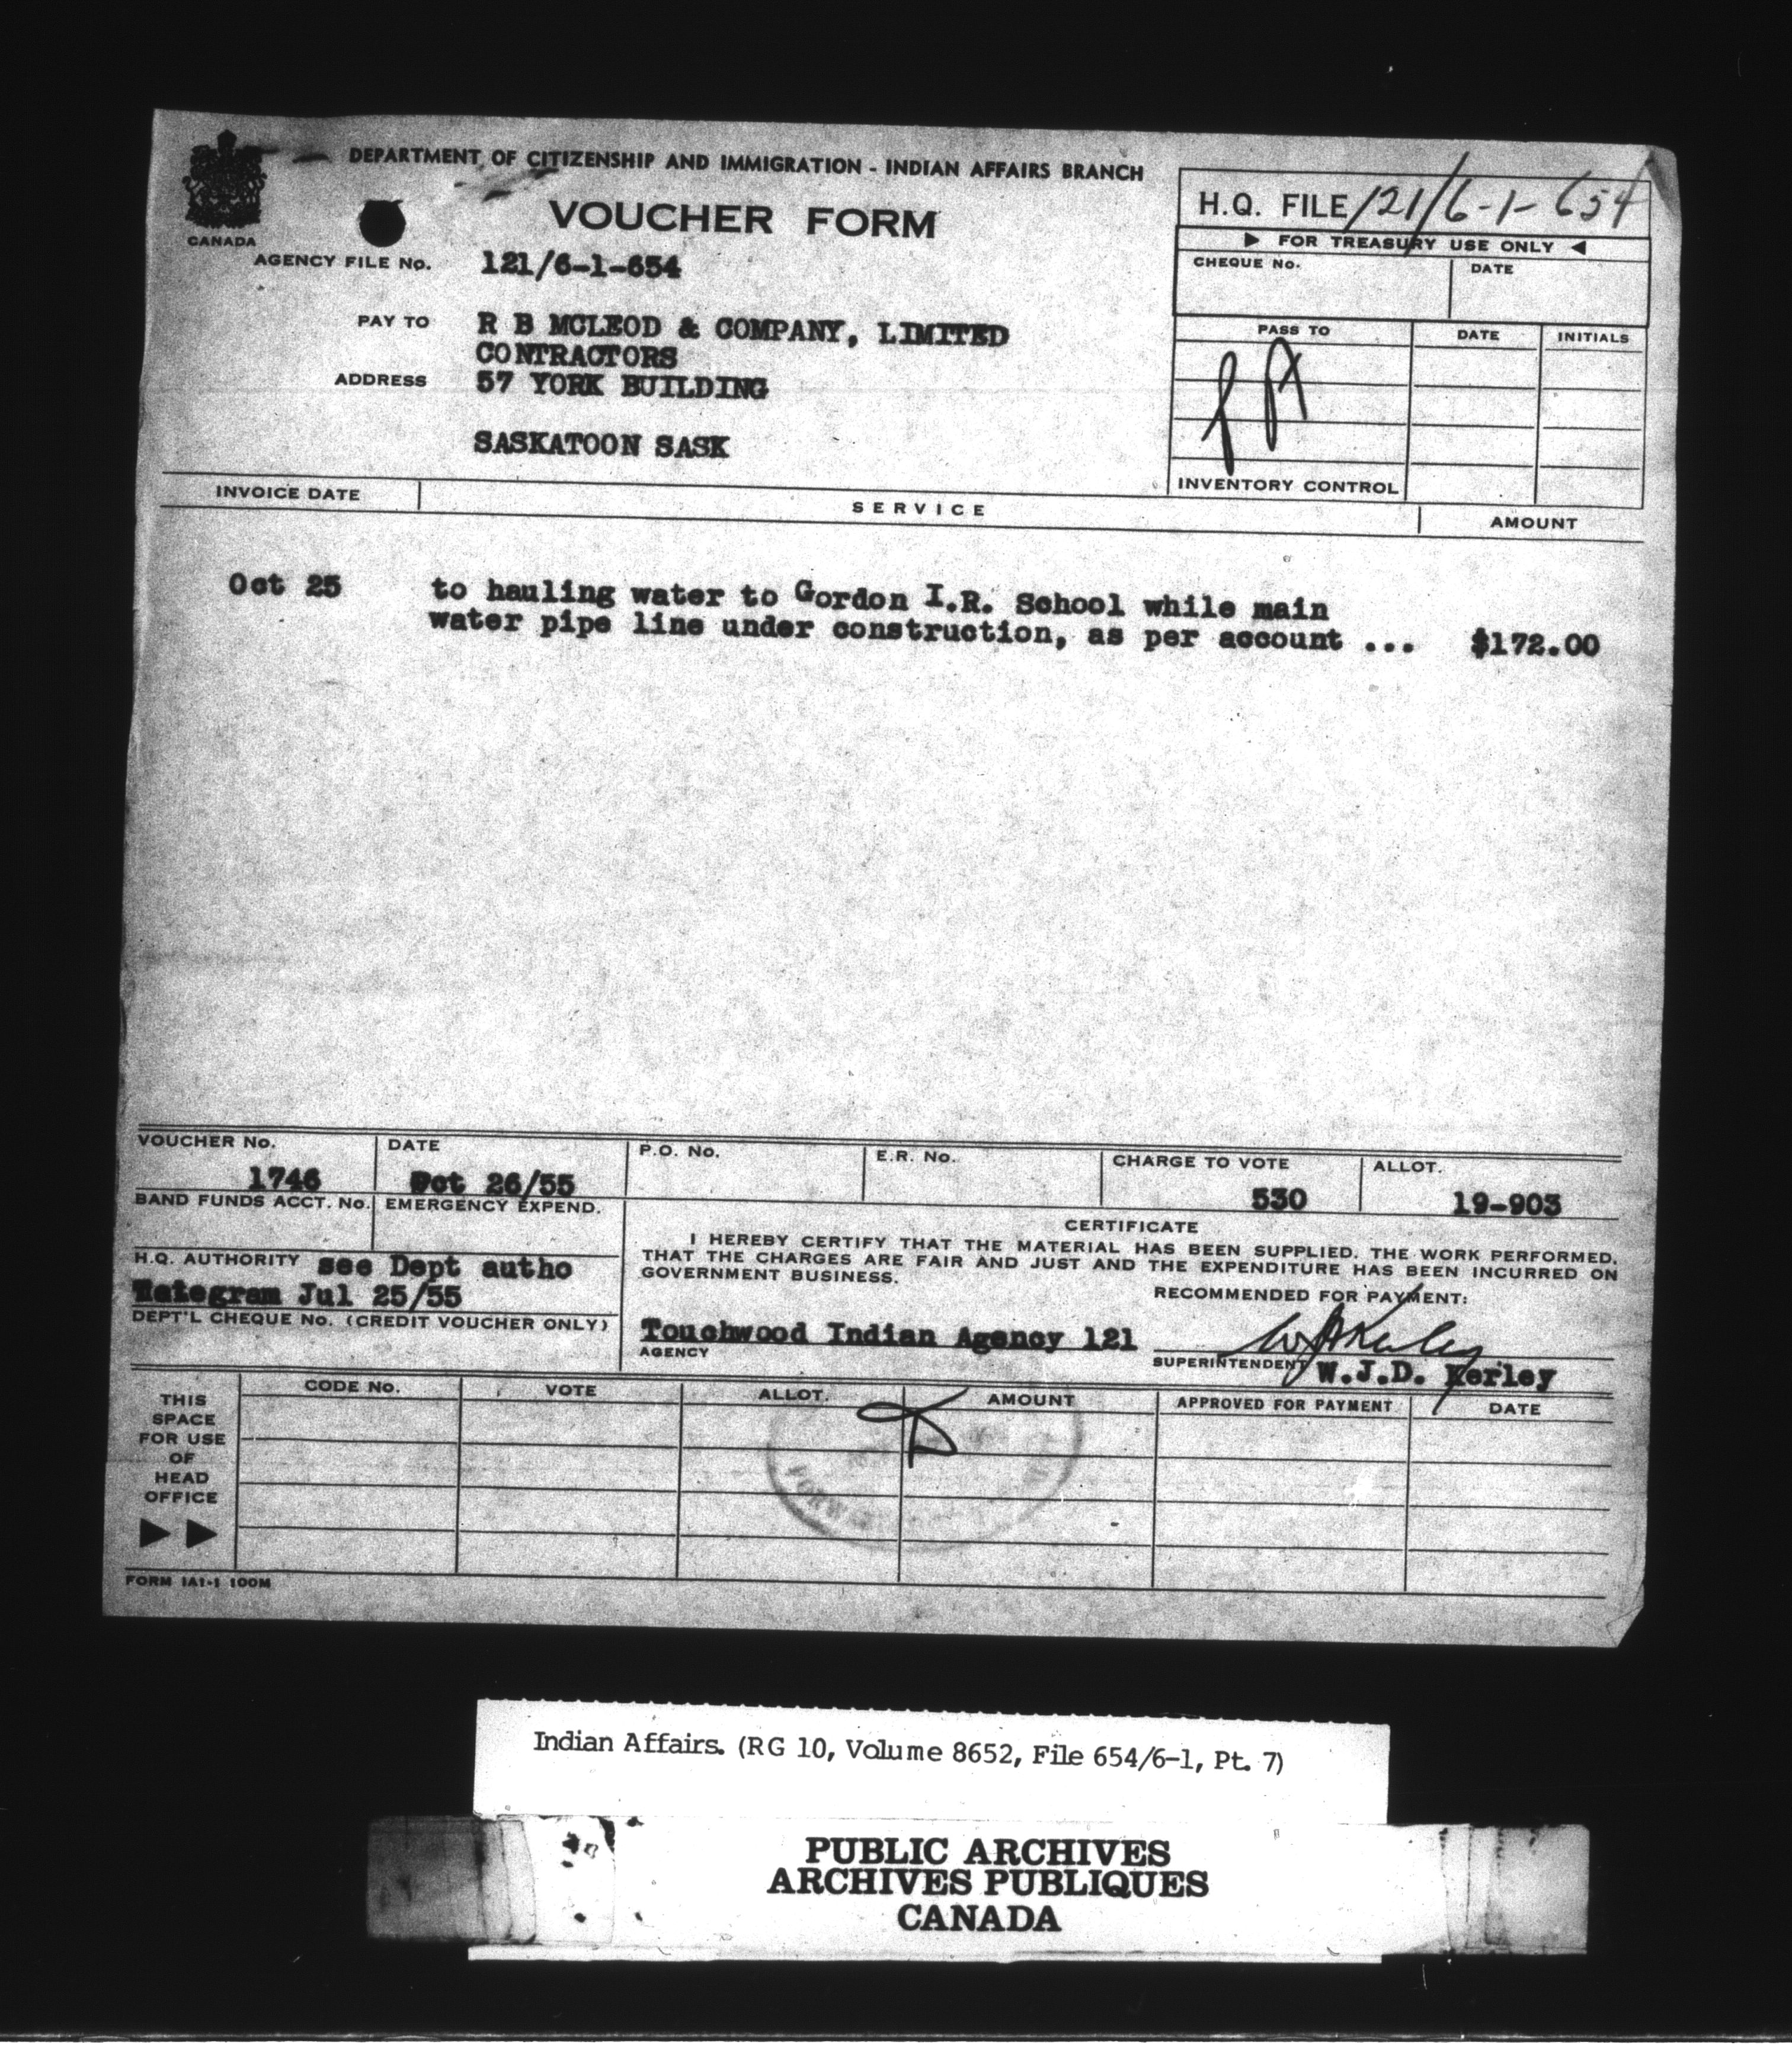 DEPARTMENT OF CITIZENSHIP AND IMMIGRATION - INDIAN AFFAIRS BRANCH
VOUCHER FORM
CANADA
H.Q. FILE 121/6-1-654
FOR TREASURY USE ONLY
AGENCY FILE No. 121/6-1-654
CHEQUE No. DATE
PAY TO R B MCLEOD & COMPANY, LIMITED
CONTRACTORS
ADDRESS 57 YORK BUILDING
SASKATOON SASK
PASS TO DATE INITIALS
INVENTORY CONTROL
INVOICE DATE SERVICE AMOUNT
Oct 25 to hauling water to Gordon I.R. School while main
water pipe line under construction, as per account ... $172.00
VOUCHER No. DATE P.O. No. E.R. No. CHARGE TO VOTE ALLOT.
1746 Oct 26/55 530 19-903
BAND FUNDS ACCT. No. EMERGENCY EXPEND.
CERTIFICATE
I HEREBY CERTIFY THAT THE MATERIAL HAS BEEN SUPPLIED, THE WORK PERFORMED,
THAT THE CHARGES ARE FAIR AND JUST AND THE EXPENDITURE HAS BEEN INCURRED ON
GOVERNMENT BUSINESS.
H.Q. AUTHORITY see Dept autho
Jul 25/55
DEPT'L CHEQUE No. (CREDIT VOUCHER ONLY)
RECOMMENDED FOR PAYMENT:
Touchwood Indian Agency 121
AGENCY
SUPERINTENDENT W.J.D. Kerley
THIS
SPACE
FOR USE
OF
HEAD
OFFICE
CODE No. VOTE ALLOT. AMOUNT APPROVED FOR PAYMENT DATE
FORM 1A1-1 100M
Indian Affairs. (RG 10, Volume 8652, File 654/6-1, Pt. 7)
PUBLIC ARCHIVES
ARCHIVES PUBLIQUES
CANADA